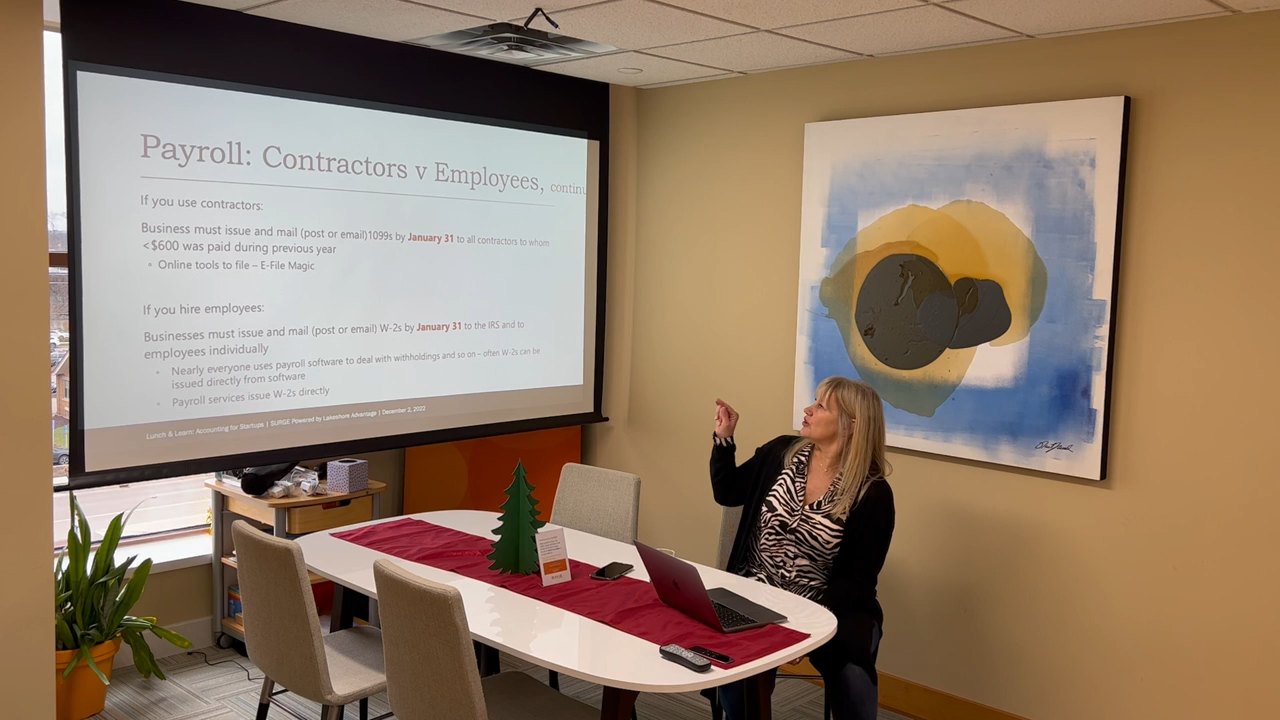 Payroll: Contractors v Employees, continu
If you use contractors:
Business must issue and mail (post or email)1099s by January 31 to all contractors to whom
<$600 was paid during previous year
• Online tools to file – E-File Magic
If you hire employees:
Businesses must issue and mail (post or email) W-2s by January 31 to the IRS and to
employees individually
• Nearly everyone uses payroll software to deal with withholdings and so on – often W-2s can be
issued directly from software
• Payroll services issue W-2s directly
Lunch & Learn: Accounting for Startups | SURGE Powered by Lakeshore Advantage | December 2, 2022